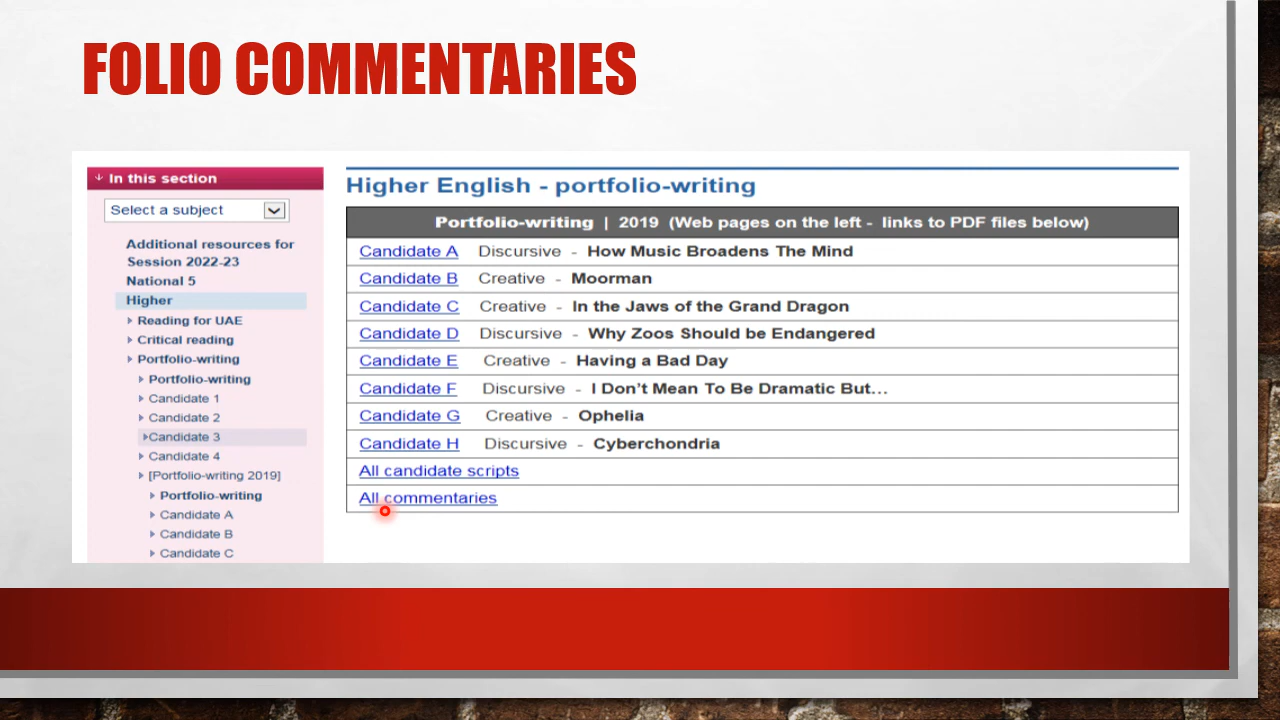 FOLIO COMMENTARIES
In this section
Select a subject
Additional resources for
Session 2022-23
National 5
Higher
Reading for UAE
Critical reading
Portfolio-writing
Portfolio-writing
Candidate 1
Candidate 2
Candidate 3
Candidate 4
[Portfolio-writing 2019]
Portfolio-writing
Candidate A
Candidate B
Candidate C
Higher English - portfolio-writing
Portfolio-writing | 2019 (Web pages on the left - links to PDF files below)
Candidate A Discursive - How Music Broadens The Mind
Candidate B Creative - Moorman
Candidate C Creative - In the Jaws of the Grand Dragon
Candidate D Discursive - Why Zoos Should be Endangered
Candidate E Creative - Having a Bad Day
Candidate F Discursive - I Don’t Mean To Be Dramatic But...
Candidate G Creative - Ophelia
Candidate H Discursive - Cyberchondria
All candidate scripts
All commentaries